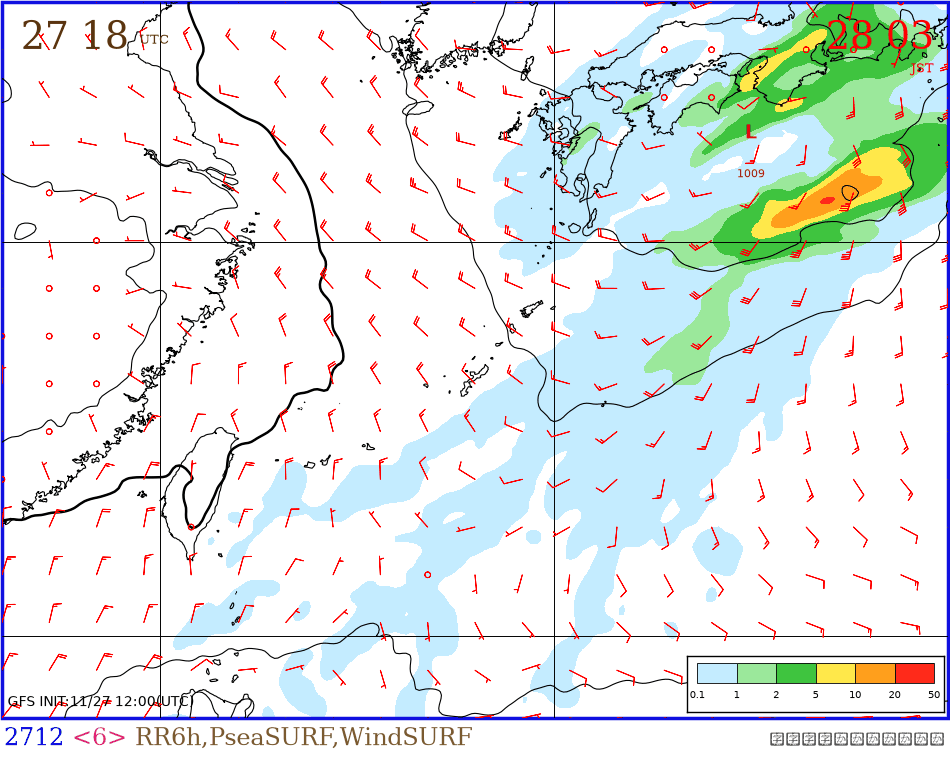 27 18 UTC
28 03
JST
L
1009
0.1 1 2 5 10 20 50
GFS INIT:11/27 12:00(UTC)
2712 <6> RR6h,PseaSURF,WindSURF